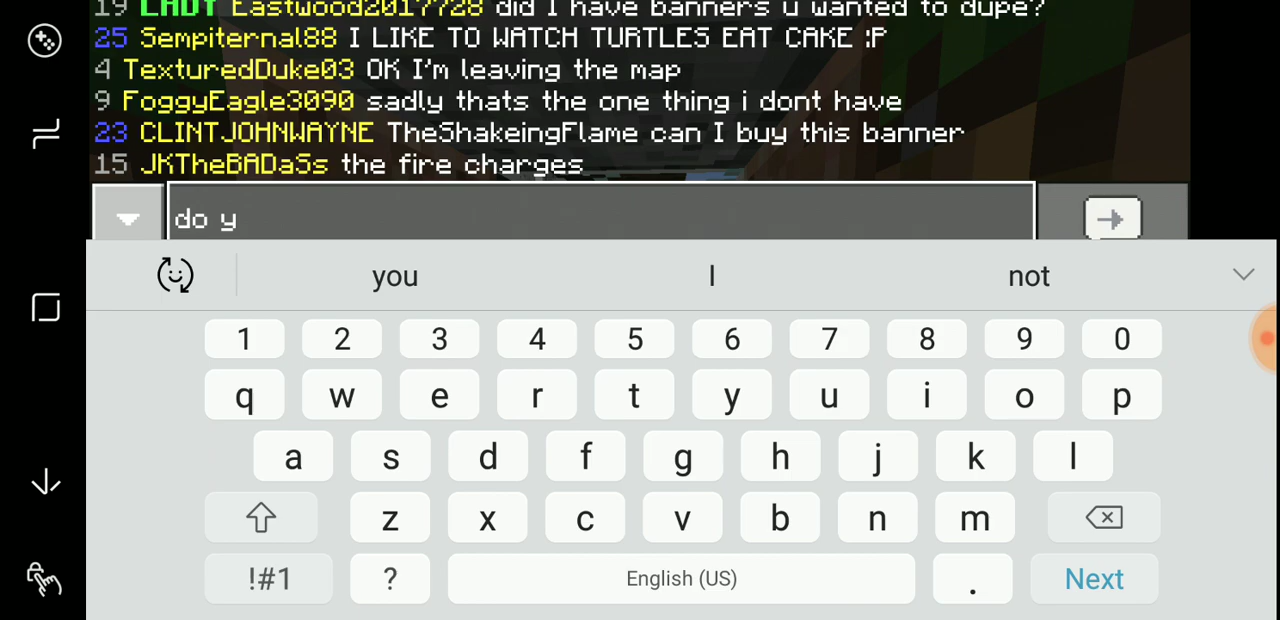 19 LADY Eastwood2017728 did I have banners u wanted to dupe?
25 Sempiternal88 I LIKE TO WATCH TURTLES EAT CAKE :P
4 TexturedDuke03 OK I'm leaving the map
9 FoggyEagle3090 sadly thats the one thing i dont have
23 CLINTJOHNWAYNE TheShakeingFlame can I buy this banner
15 JKTheBADaSs the fire charges
do y
you I not
1 2 3 4 5 6 7 8 9 0
q w e r t y u i o p
a s d f g h j k l
z x c v b n m
!#1 ? English (US) . Next